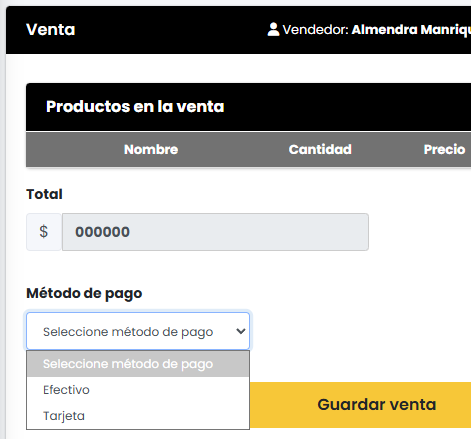 Venta
Vendedor: Almendra
Productos en la venta
Nombre Cantidad Precio
Total
$ 000000
Método de pago
Seleccione método de pago
Seleccione método de pago
Efectivo
Tarjeta
Guardar venta